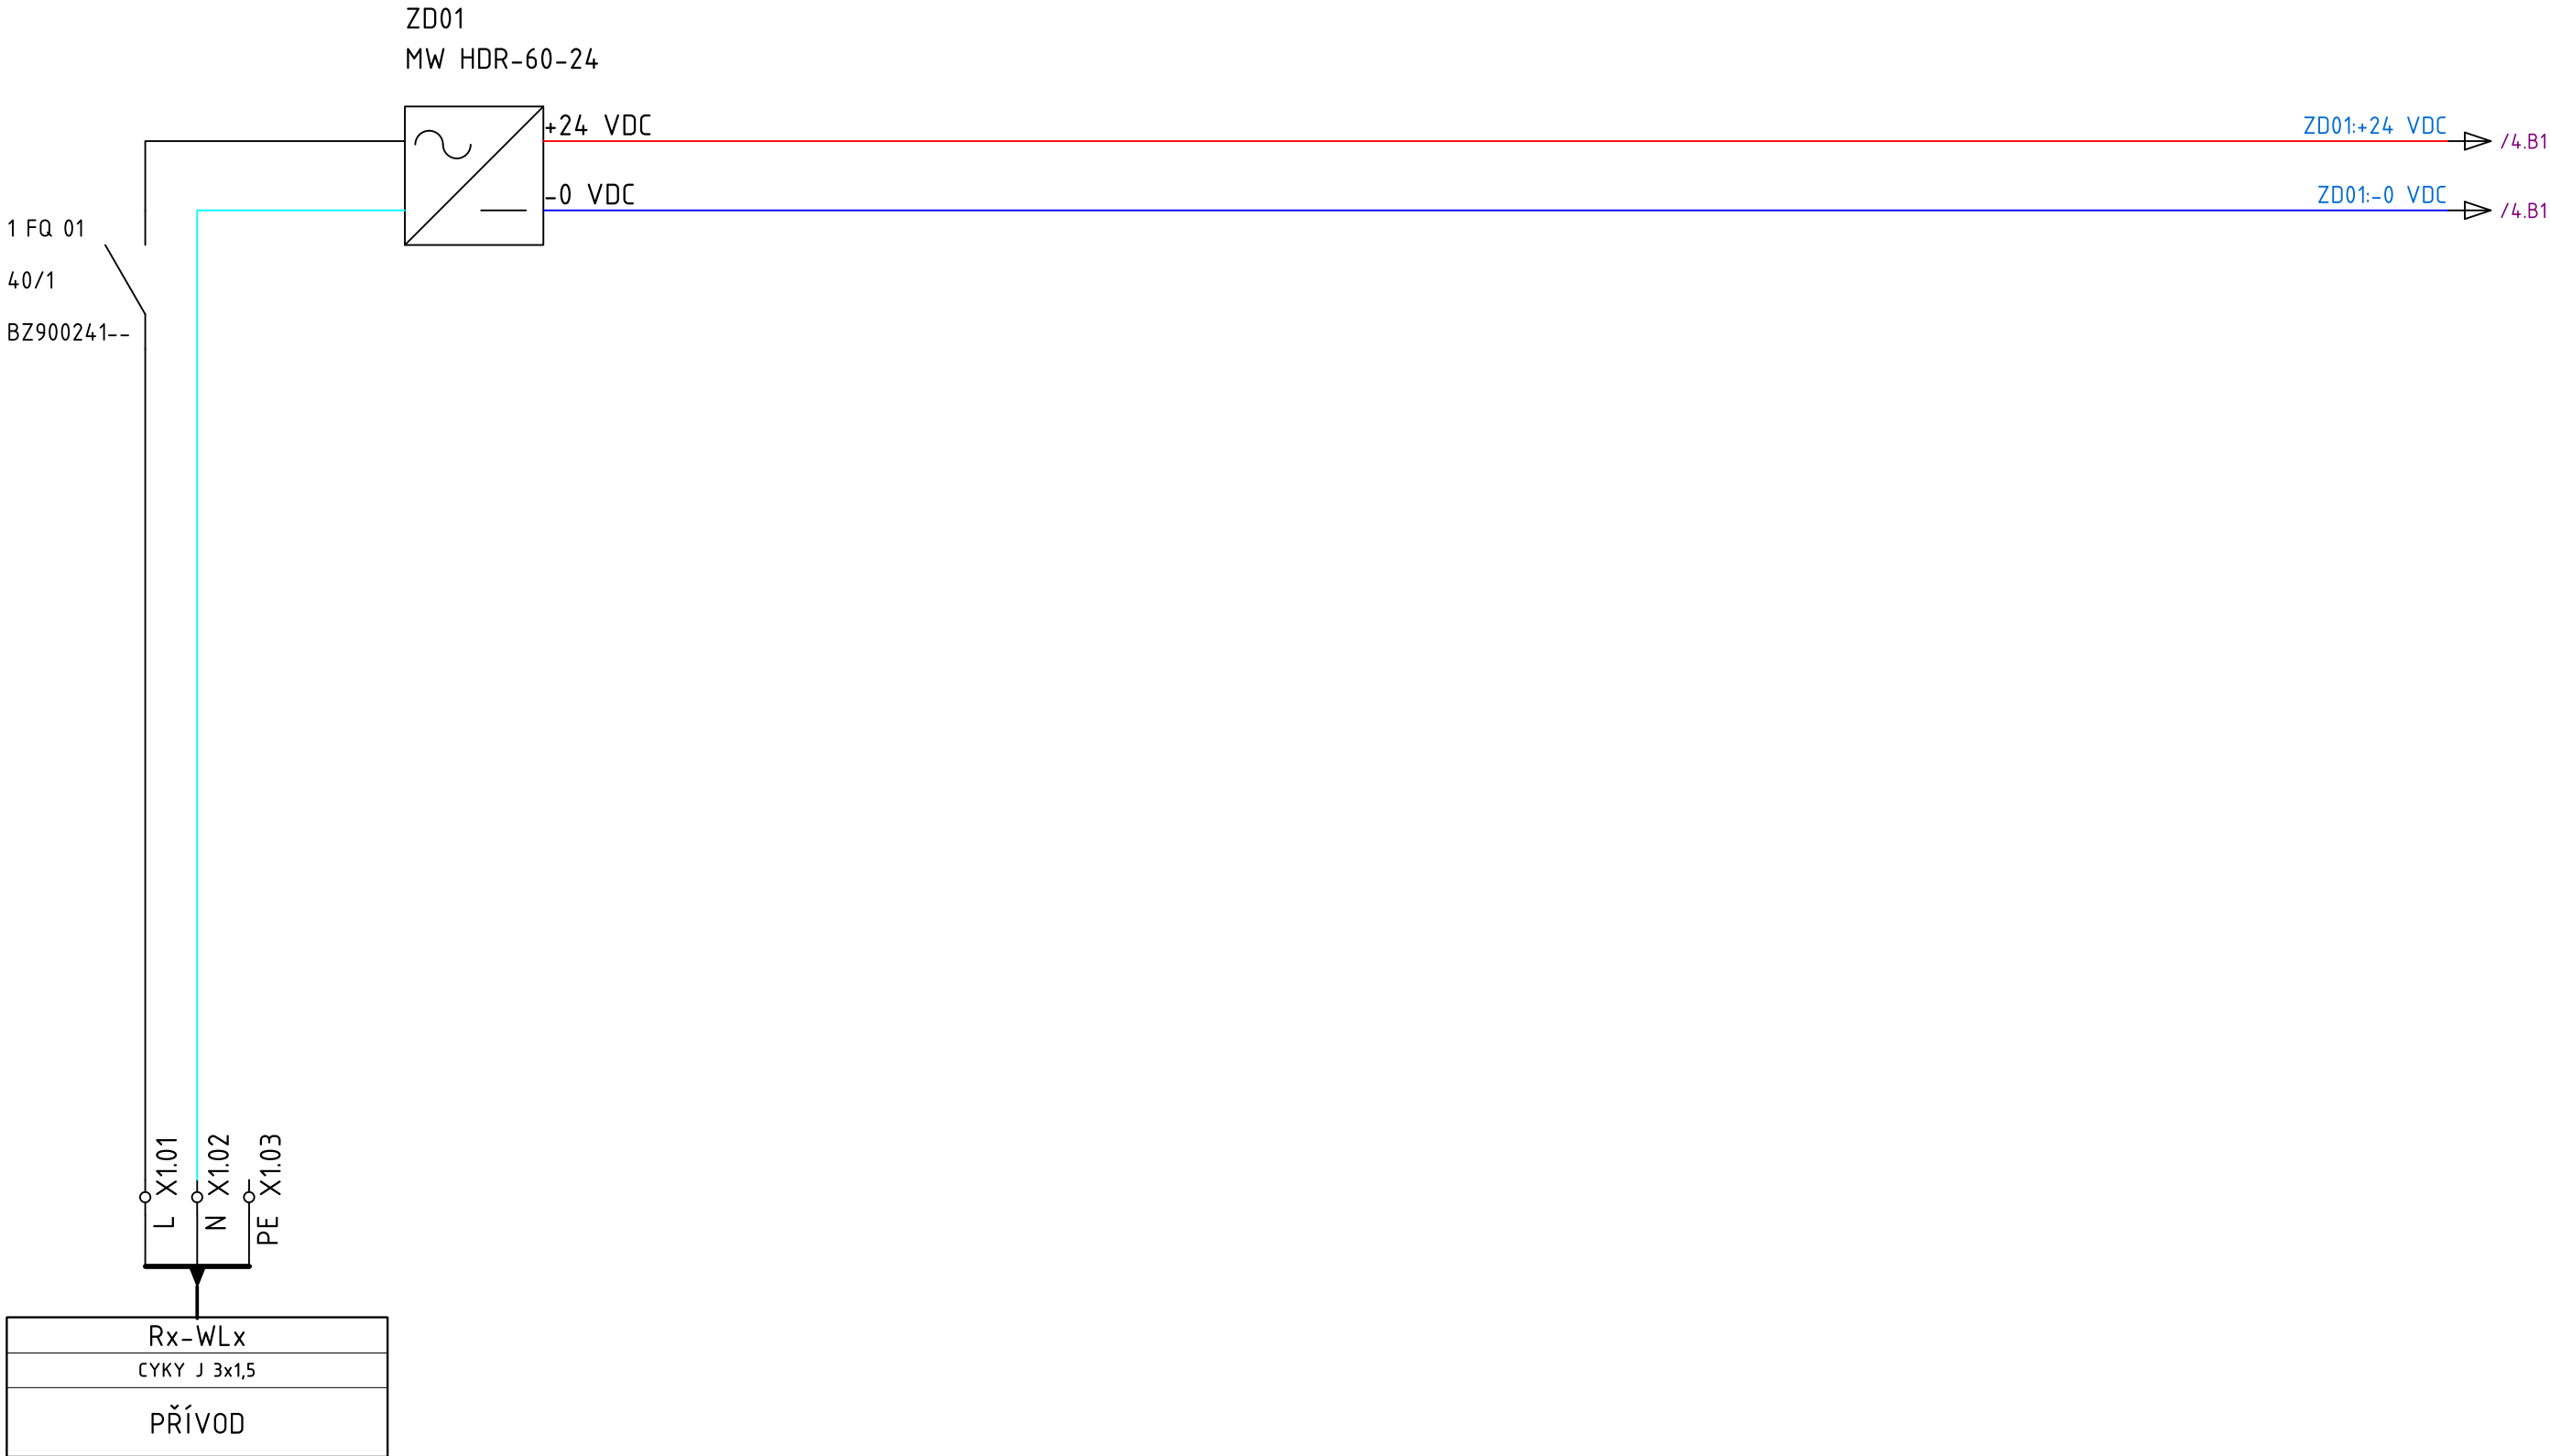 ZD01
MW HDR-60-24
+24 VDC
ZD01:+24 VDC
/4.B1
-0 VDC
ZD01:-0 VDC
/4.B1
1 FQ 01
40/1
BZ900241--
X1.01
X1.02
X1.03
L
N
PE
Rx-WLx
CYKY J 3x1,5
PŘÍVOD